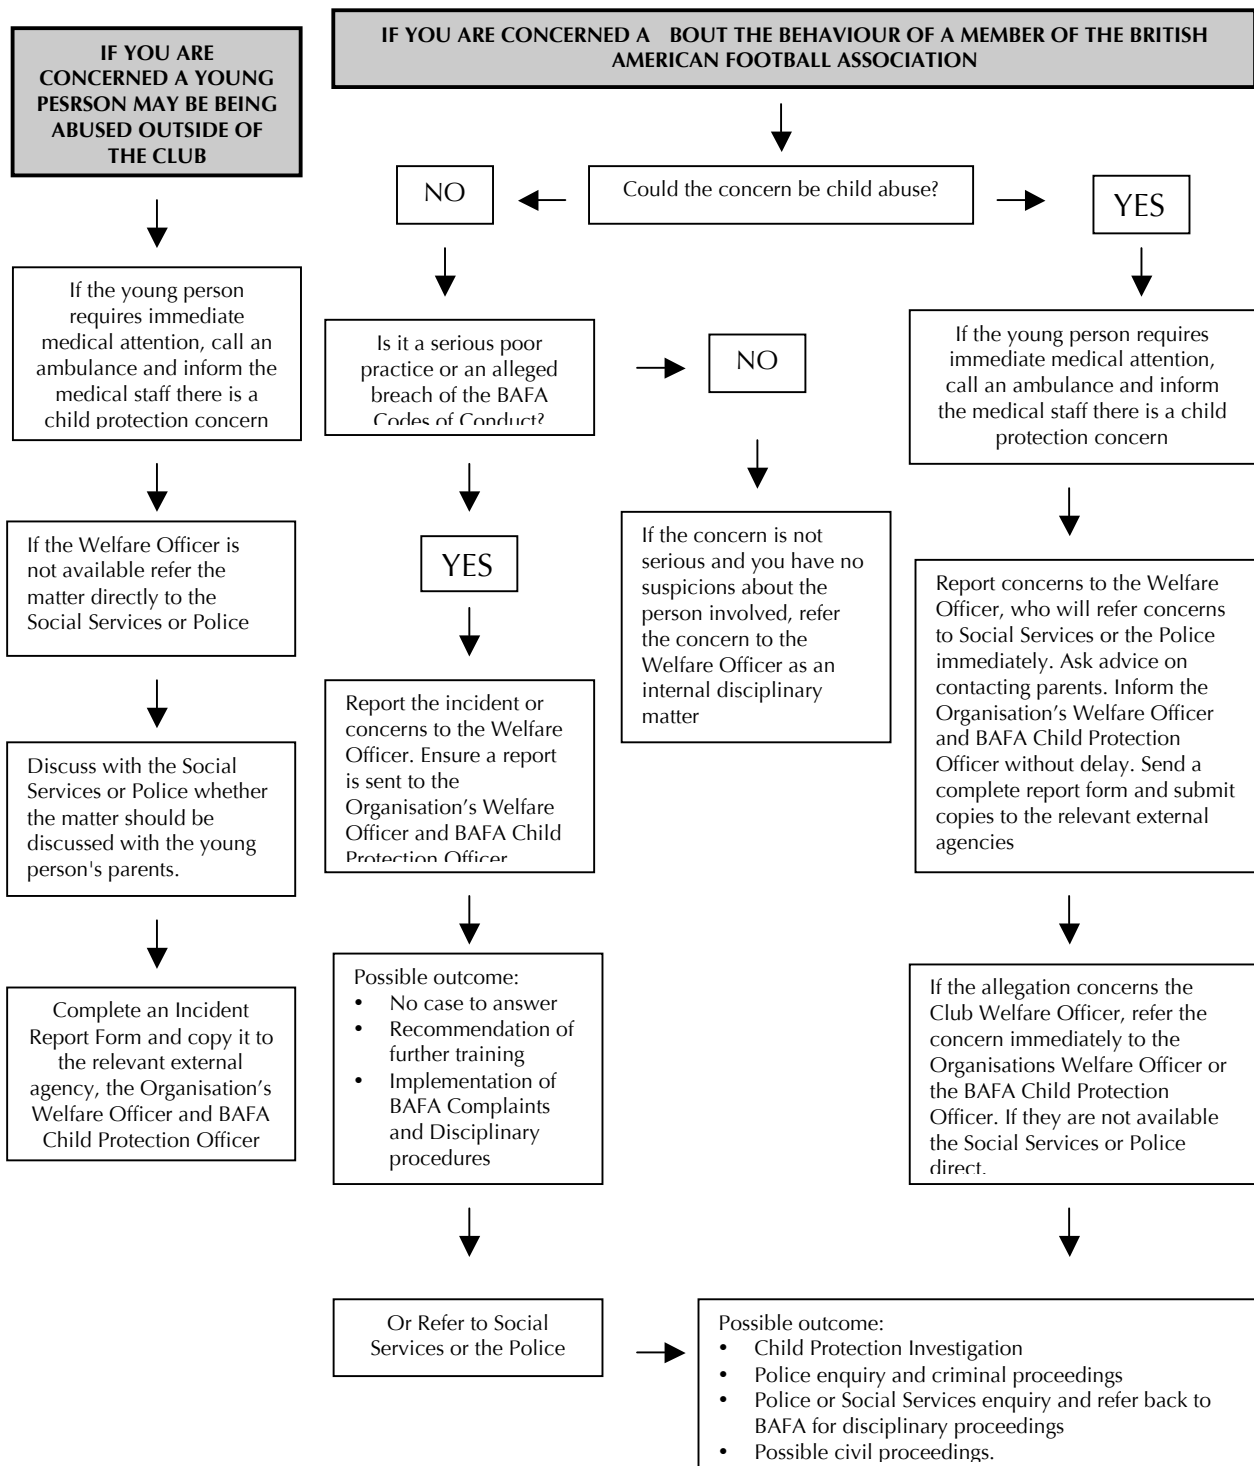 IF YOU ARE
CONCERNED A YOUNG
PESRSON MAY BE BEING
ABUSED OUTSIDE OF
THE CLUB
If the young person
requires immediate
medical attention, call an
ambulance and inform the
medical staff there is a
child protection concern
If the Welfare Officer is
not available refer the
matter directly to the
Social Services or Police
Discuss with the Social
Services or Police whether
the matter should be
discussed with the young
person's parents.
Complete an Incident
Report Form and copy it to
the relevant external
agency, the Organisation’s
Welfare Officer and BAFA
Child Protection Officer
IF YOU ARE CONCERNED A BOUT THE BEHAVIOUR OF A MEMBER OF THE BRITISH
AMERICAN FOOTBALL ASSOCIATION
Could the concern be child abuse?
NO
YES
Is it a serious poor
practice or an alleged
breach of the BAFA
Codes of Conduct?
NO
YES
If the concern is not
serious and you have no
suspicions about the
person involved, refer
the concern to the
Welfare Officer as an
internal disciplinary
matter
Report the incident or
concerns to the Welfare
Officer. Ensure a report
is sent to the
Organisation’s Welfare
Officer and BAFA Child
Protection Officer
Possible outcome:
• No case to answer
• Recommendation of
further training
• Implementation of
BAFA Complaints
and Disciplinary
procedures
Or Refer to Social
Services or the Police
If the young person requires
immediate medical attention,
call an ambulance and inform
the medical staff there is a child
protection concern
Report concerns to the Welfare
Officer, who will refer concerns
to Social Services or the Police
immediately. Ask advice on
contacting parents. Inform the
Organisation’s Welfare Officer
and BAFA Child Protection
Officer without delay. Send a
complete report form and submit
copies to the relevant external
agencies
If the allegation concerns the
Club Welfare Officer, refer the
concern immediately to the
Organisations Welfare Officer or
the BAFA Child Protection
Officer. If they are not available
the Social Services or Police
direct.
Possible outcome:
• Child Protection Investigation
• Police enquiry and criminal proceedings
• Police or Social Services enquiry and refer back to
BAFA for disciplinary proceedings
• Possible civil proceedings.